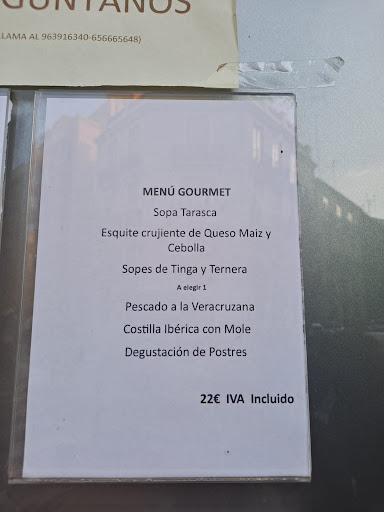 GÚNTANOS
LLAMA AL 963916340-656665648)
MENÚ GOURMET
Sopa Tarasca
Esquite crujiente de Queso Maiz y
Cebolla
Sopes de Tinga y Ternera
A elegir 1
Pescado a la Veracruzana
Costilla Ibérica con Mole
Degustación de Postres
22€ IVA Incluido